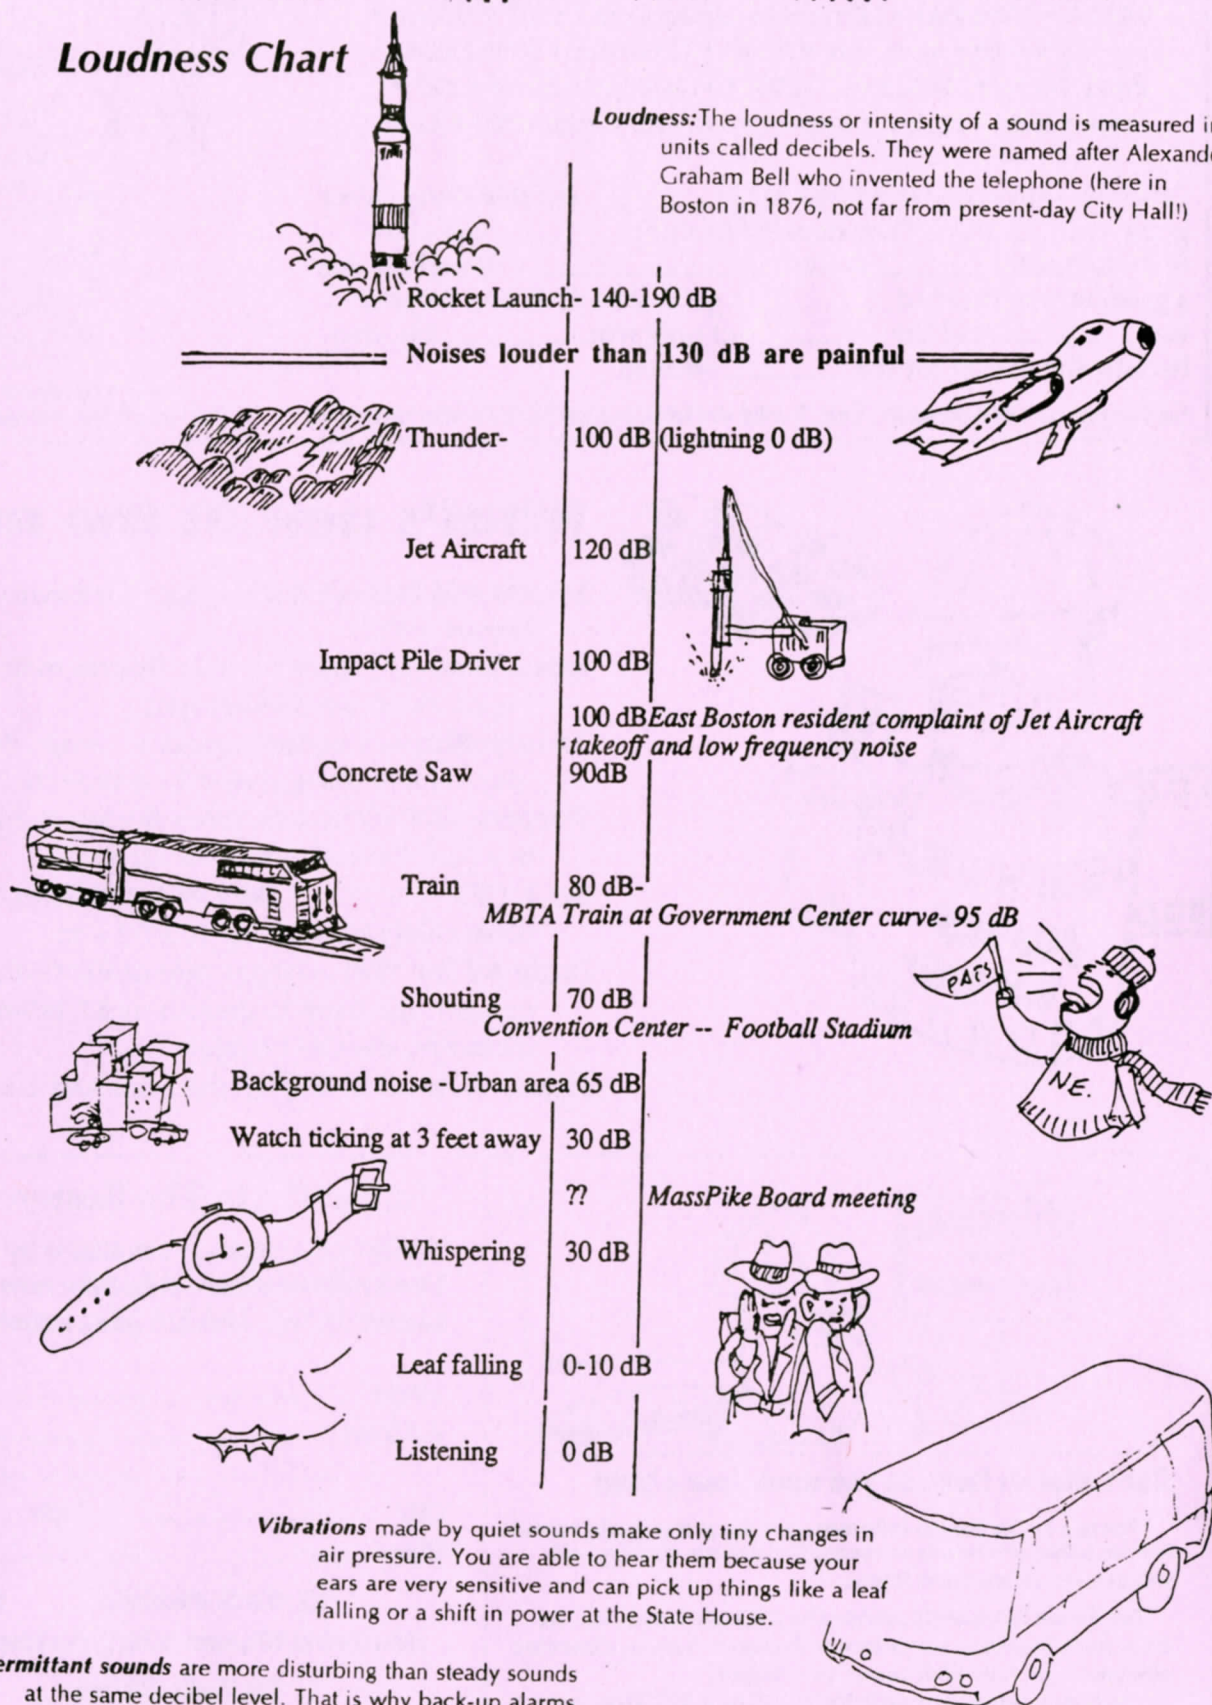 Loudness Chart
Loudness: The loudness or intensity of a sound is measured in
units called decibels. They were named after Alexande
Graham Bell who invented the telephone (here in
Boston in 1876, not far from present-day City Hall!)
Rocket Launch- 140-190 dB
Noises louder than 130 dB are painful
Thunder- 100 dB (lightning 0 dB)
Jet Aircraft 120 dB
Impact Pile Driver 100 dB
100 dB East Boston resident complaint of Jet Aircraft
takeoff and low frequency noise
Concrete Saw 90dB
Train 80 dB-
MBTA Train at Government Center curve- 95 dB
PATS
Shouting 70 dB
Convention Center -- Football Stadium
N.E.
Background noise -Urban area 65 dB
Watch ticking at 3 feet away 30 dB
?? MassPike Board meeting
Whispering 30 dB
Leaf falling 0-10 dB
Listening 0 dB
Vibrations made by quiet sounds make only tiny changes in
air pressure. You are able to hear them because your
ears are very sensitive and can pick up things like a leaf
falling or a shift in power at the State House.
ermittant sounds are more disturbing than steady sounds
at the same decibel level. That is why back-up alarms